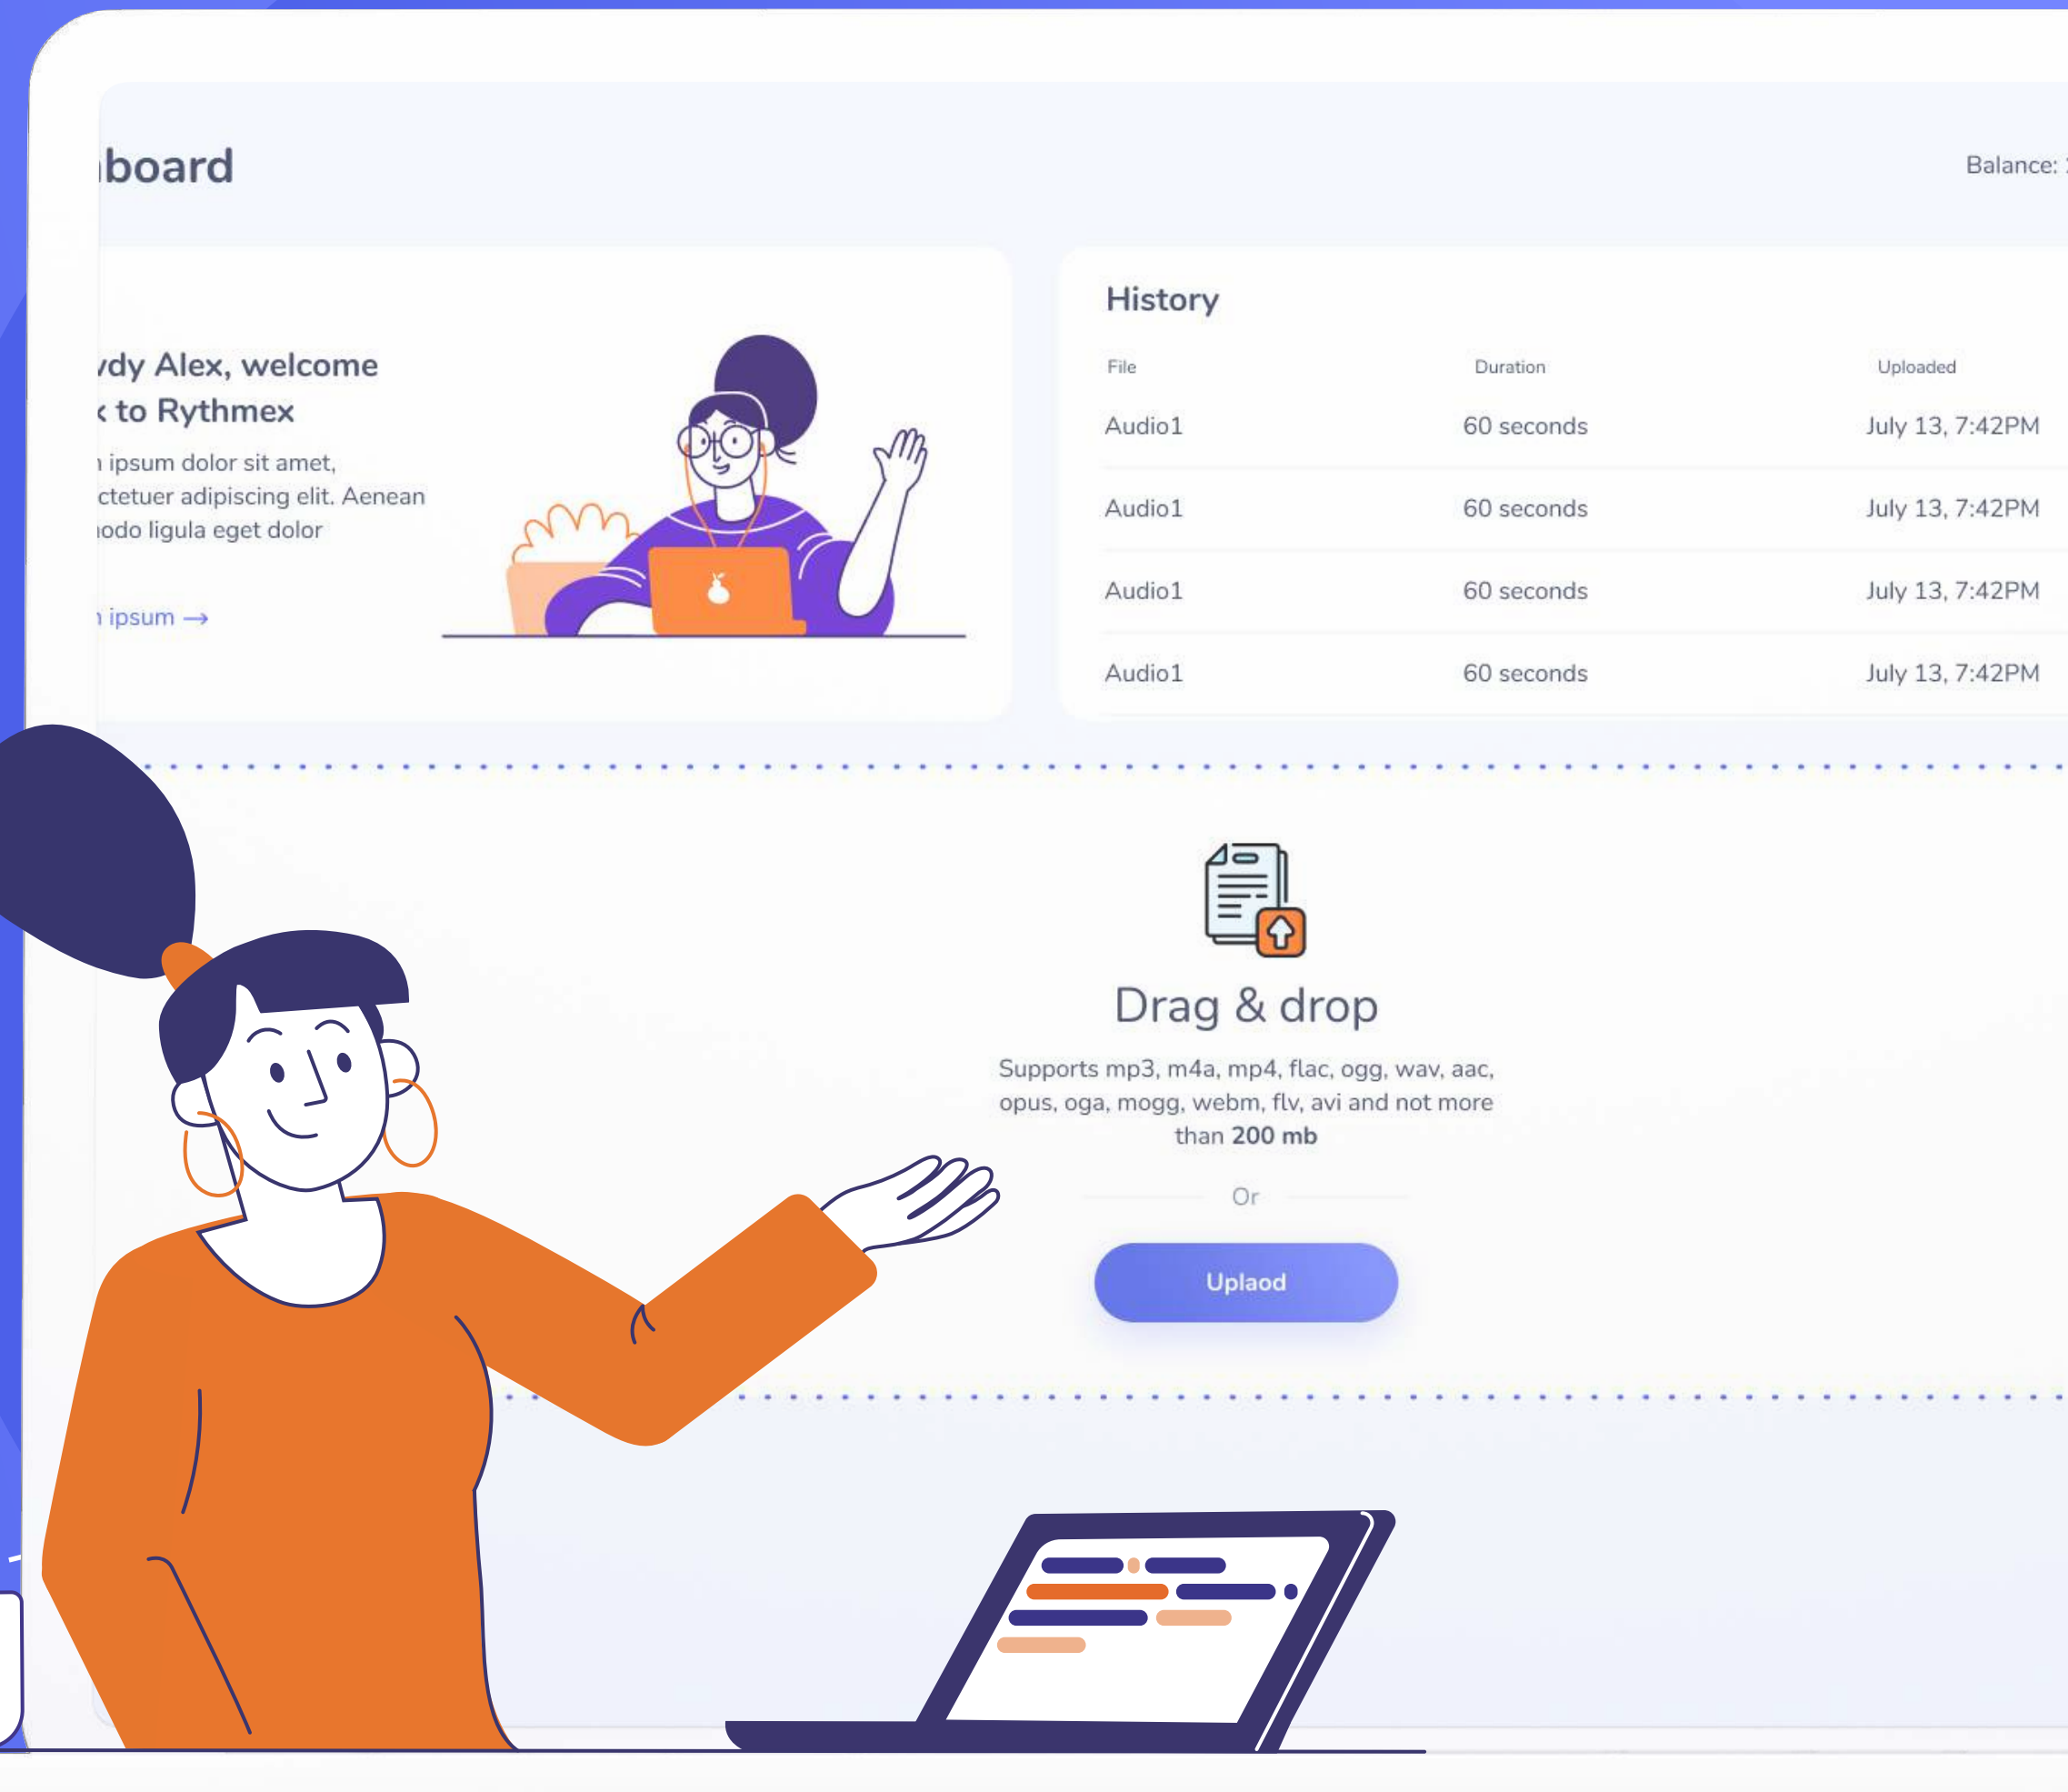 board
Balance:
Alex, welcome
to Rythmex
ipsum dolor sit amet,
adipiscing elit. Aenean
ligula eget dolor
ipsum →
History
File Duration Uploaded
Audio1 60 seconds July 13, 7:42PM
Audio1 60 seconds July 13, 7:42PM
Audio1 60 seconds July 13, 7:42PM
Audio1 60 seconds July 13, 7:42PM
Drag & drop
Supports mp3, m4a, mp4, flac, ogg, wav, aac,
opus, oga, mogg, webm, flv, avi and not more
than 200 mb
Or
Uplaod